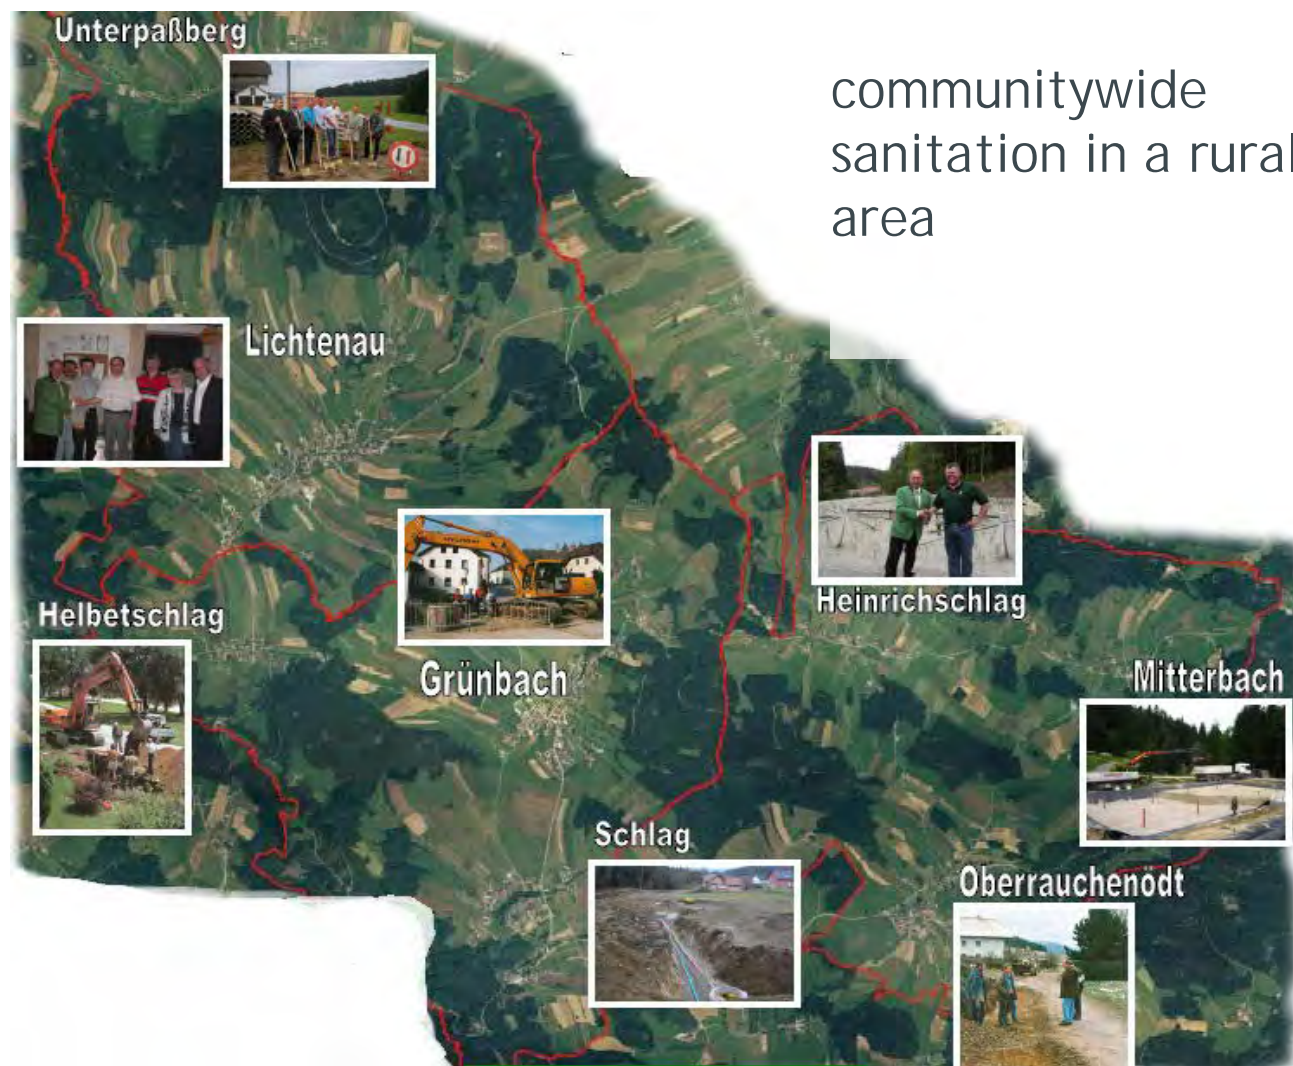 Unterpaßberg
communitywide
sanitation in a rural
area
Lichtenau
Heinrichschlag
Helbetschlag
Grünbach
Mitterbach
Schlag
Oberrauchenödt